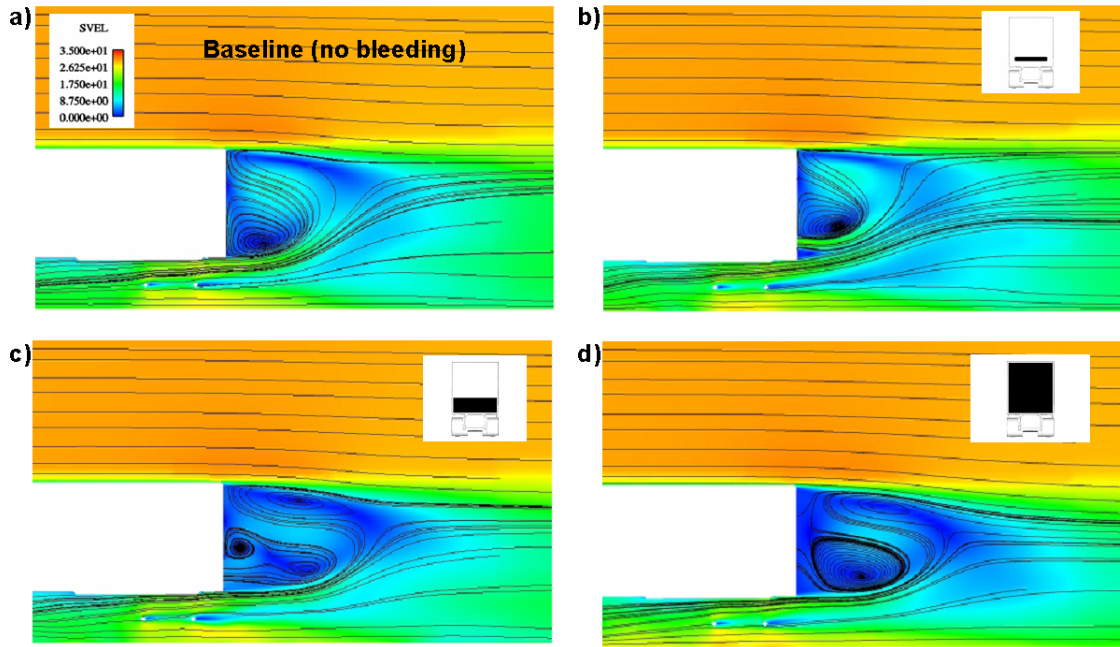 a)
SVEL
3.500e+01
2.625e+01
1.750e+01
8.750e+00
0.000e+00
Baseline (no bleeding)
b)
c)
d)